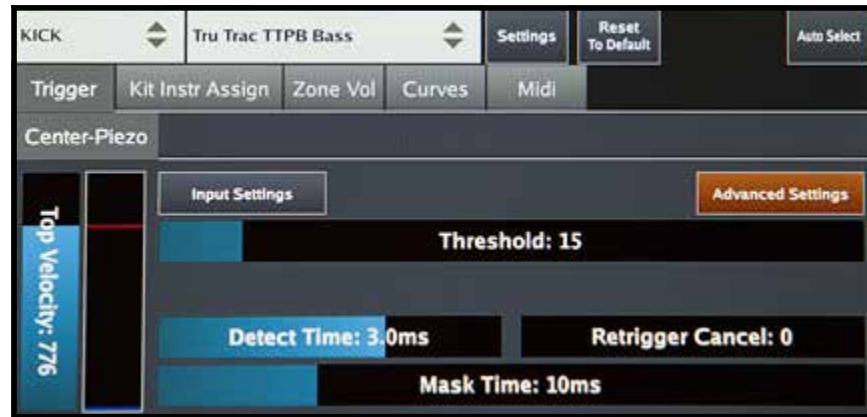 KICK
Tru Trac TTPB Bass
Settings
Reset
To Default
Auto Select
Trigger
Kit Instr Assign
Zone Vol
Curves
Midi
Center-Piezo
Input Settings
Advanced Settings
Top Velocity: 776
Threshold: 15
Detect Time: 3.0ms
Retrigger Cancel: 0
Mask Time: 10ms